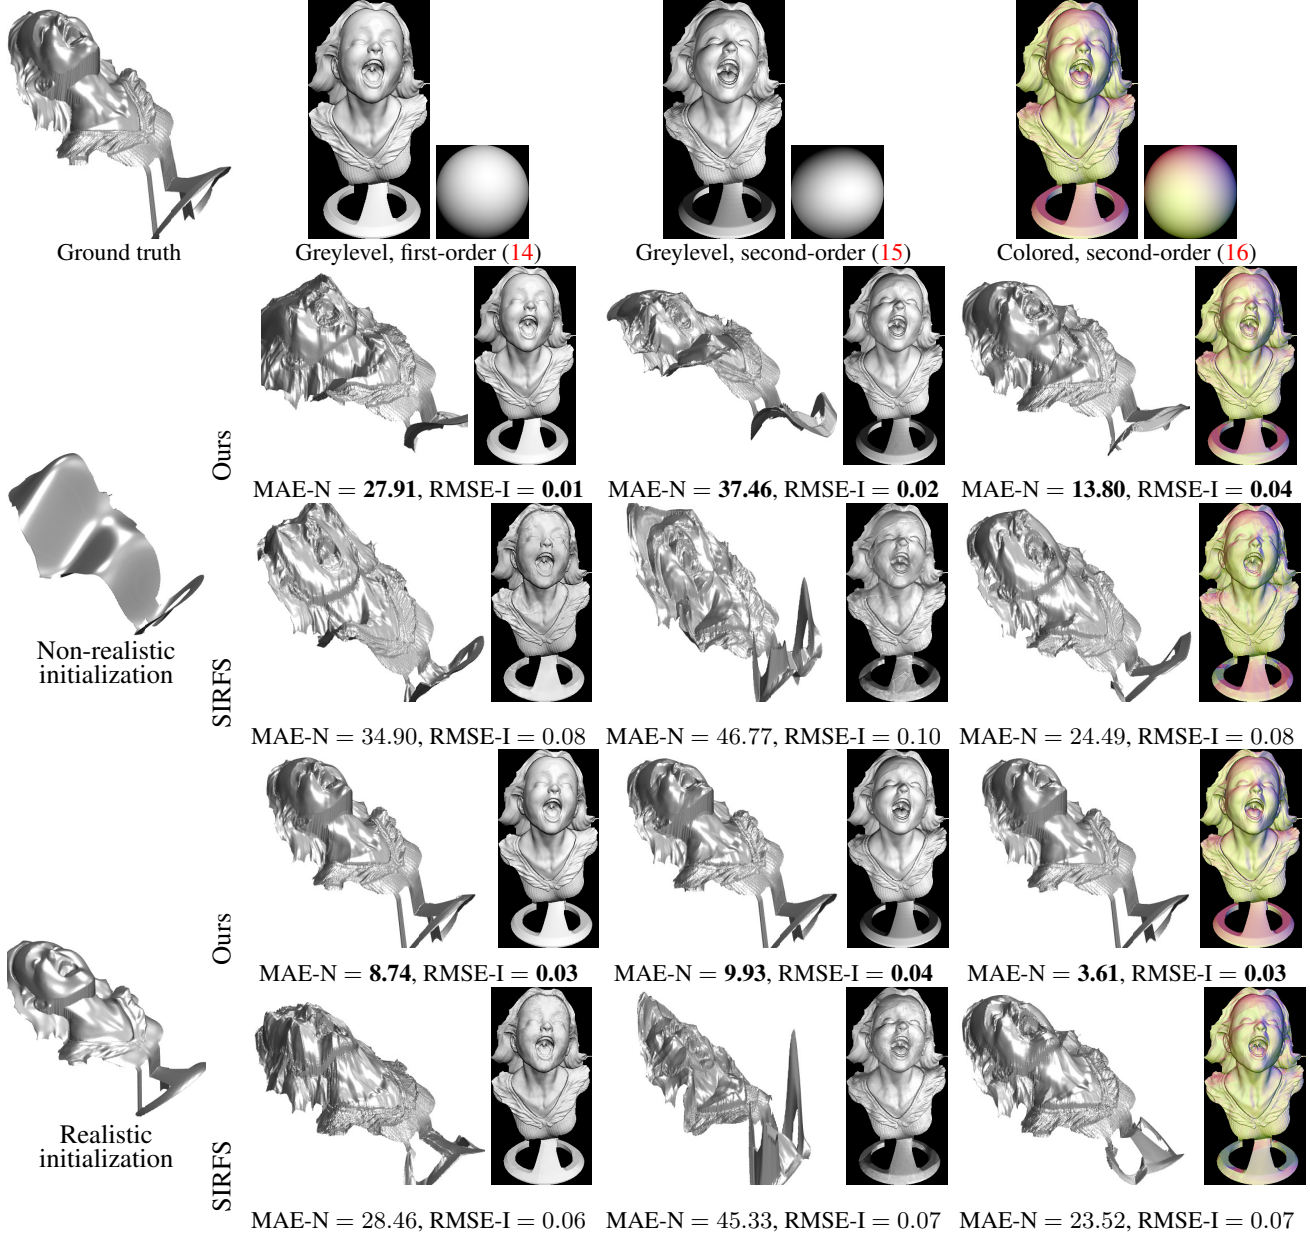 Ground truth
Greylevel, first-order (14)
Greylevel, second-order (15)
Colored, second-order (16)
Non-realistic
initialization
Ours
MAE-N = 27.91, RMSE-I = 0.01
MAE-N = 37.46, RMSE-I = 0.02
MAE-N = 13.80, RMSE-I = 0.04
SIRFS
MAE-N = 34.90, RMSE-I = 0.08
MAE-N = 46.77, RMSE-I = 0.10
MAE-N = 24.49, RMSE-I = 0.08
Realistic
initialization
Ours
MAE-N = 8.74, RMSE-I = 0.03
MAE-N = 9.93, RMSE-I = 0.04
MAE-N = 3.61, RMSE-I = 0.03
SIRFS
MAE-N = 28.46, RMSE-I = 0.06
MAE-N = 45.33, RMSE-I = 0.07
MAE-N = 23.52, RMSE-I = 0.07